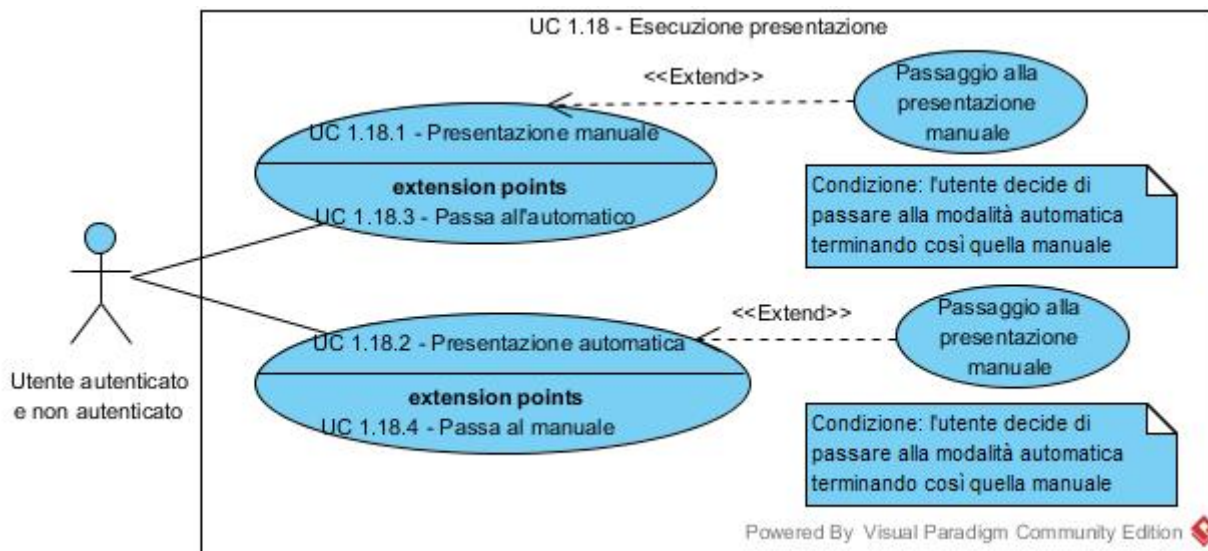 UC 1.18 - Esecuzione presentazione
<<Extend>>
Passaggio alla
presentazione
manuale
UC 1.18.1 - Presentazione manuale
extension points
UC 1.18.3 - Passa all'automatico
Condizione: l'utente decide di
passare alla modalità automatica
terminando così quella manuale
<<Extend>>
Passaggio alla
presentazione
manuale
UC 1.18.2 - Presentazione automatica
extension points
UC 1.18.4 - Passa al manuale
Utente autenticato
e non autenticato
Condizione: l'utente decide di
passare alla modalità automatica
terminando così quella manuale
Powered By Visual Paradigm Community Edition